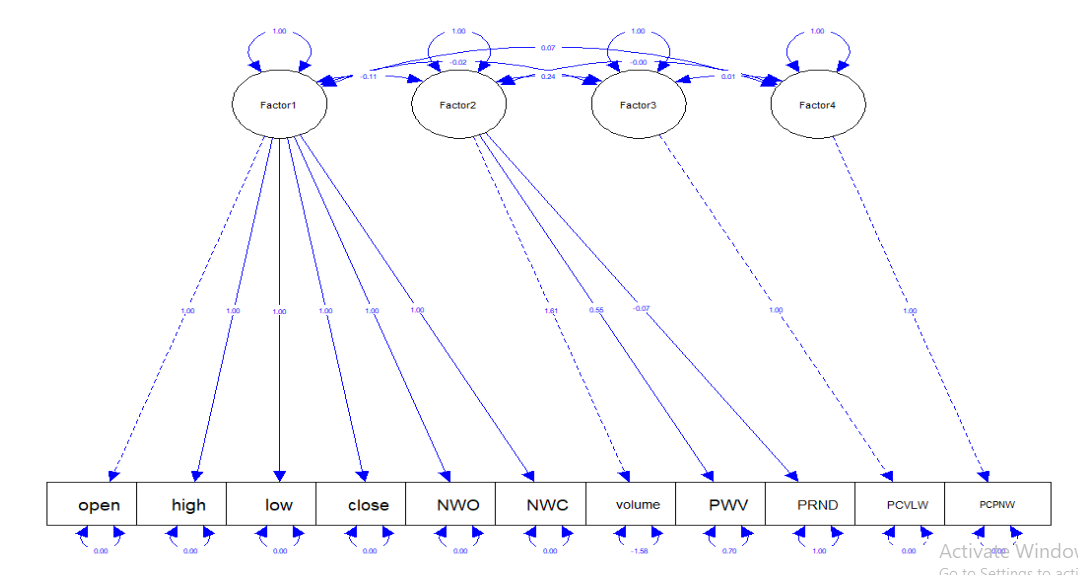 1.00 1.00 1.00 1.00
0.07
-0.02 -0.00
-0.11 0.24 0.01
Factor1 Factor2 Factor3 Factor4
1.00 1.00 1.00 1.00 1.00 1.00 1.61 0.55 -0.07 1.00 1.00
open high low close NWO NWC volume PWV PRND PCVLW PCPNW
0.00 0.00 0.00 0.00 0.00 0.00 -1.58 0.70 1.00 0.00 0.00
Activate Window
Go to Settings to acti